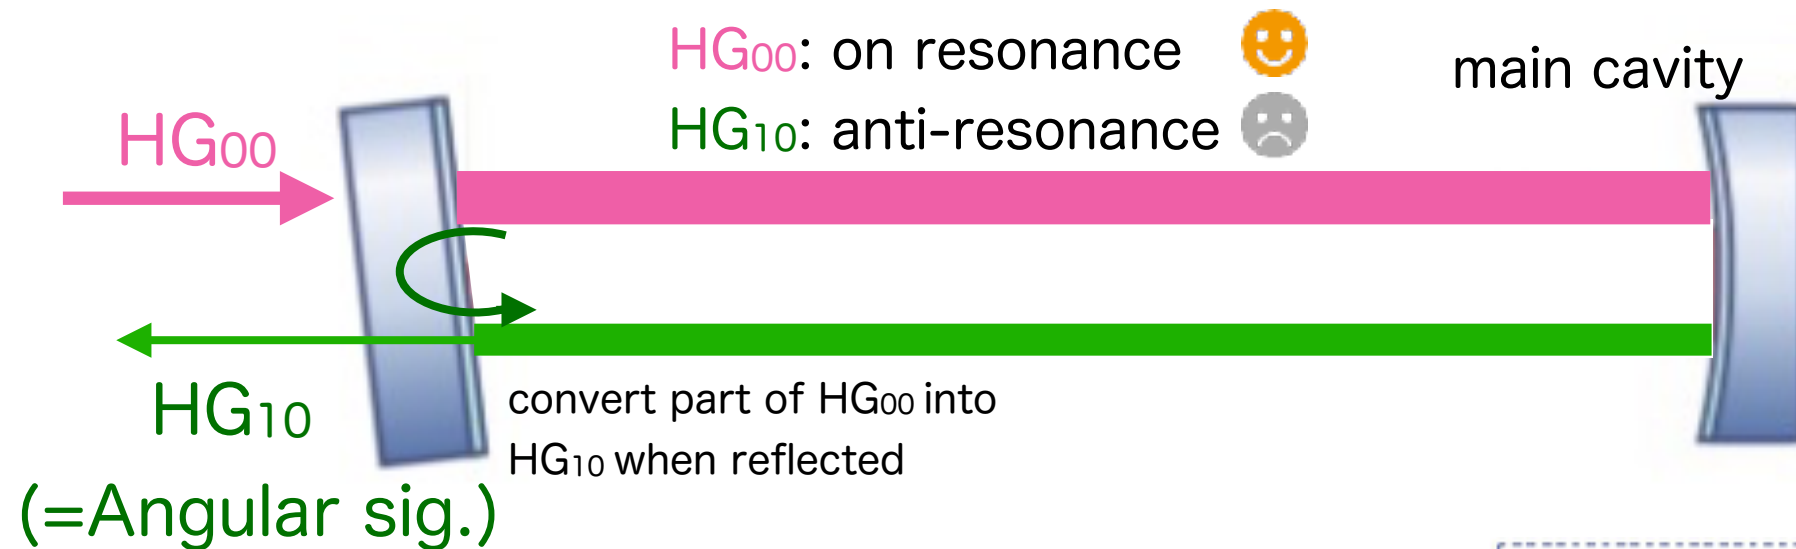 HG00: on resonance
main cavity
HG00
HG10: anti-resonance
HG10
convert part of HG00 into
HG10 when reflected
(=Angular sig.)